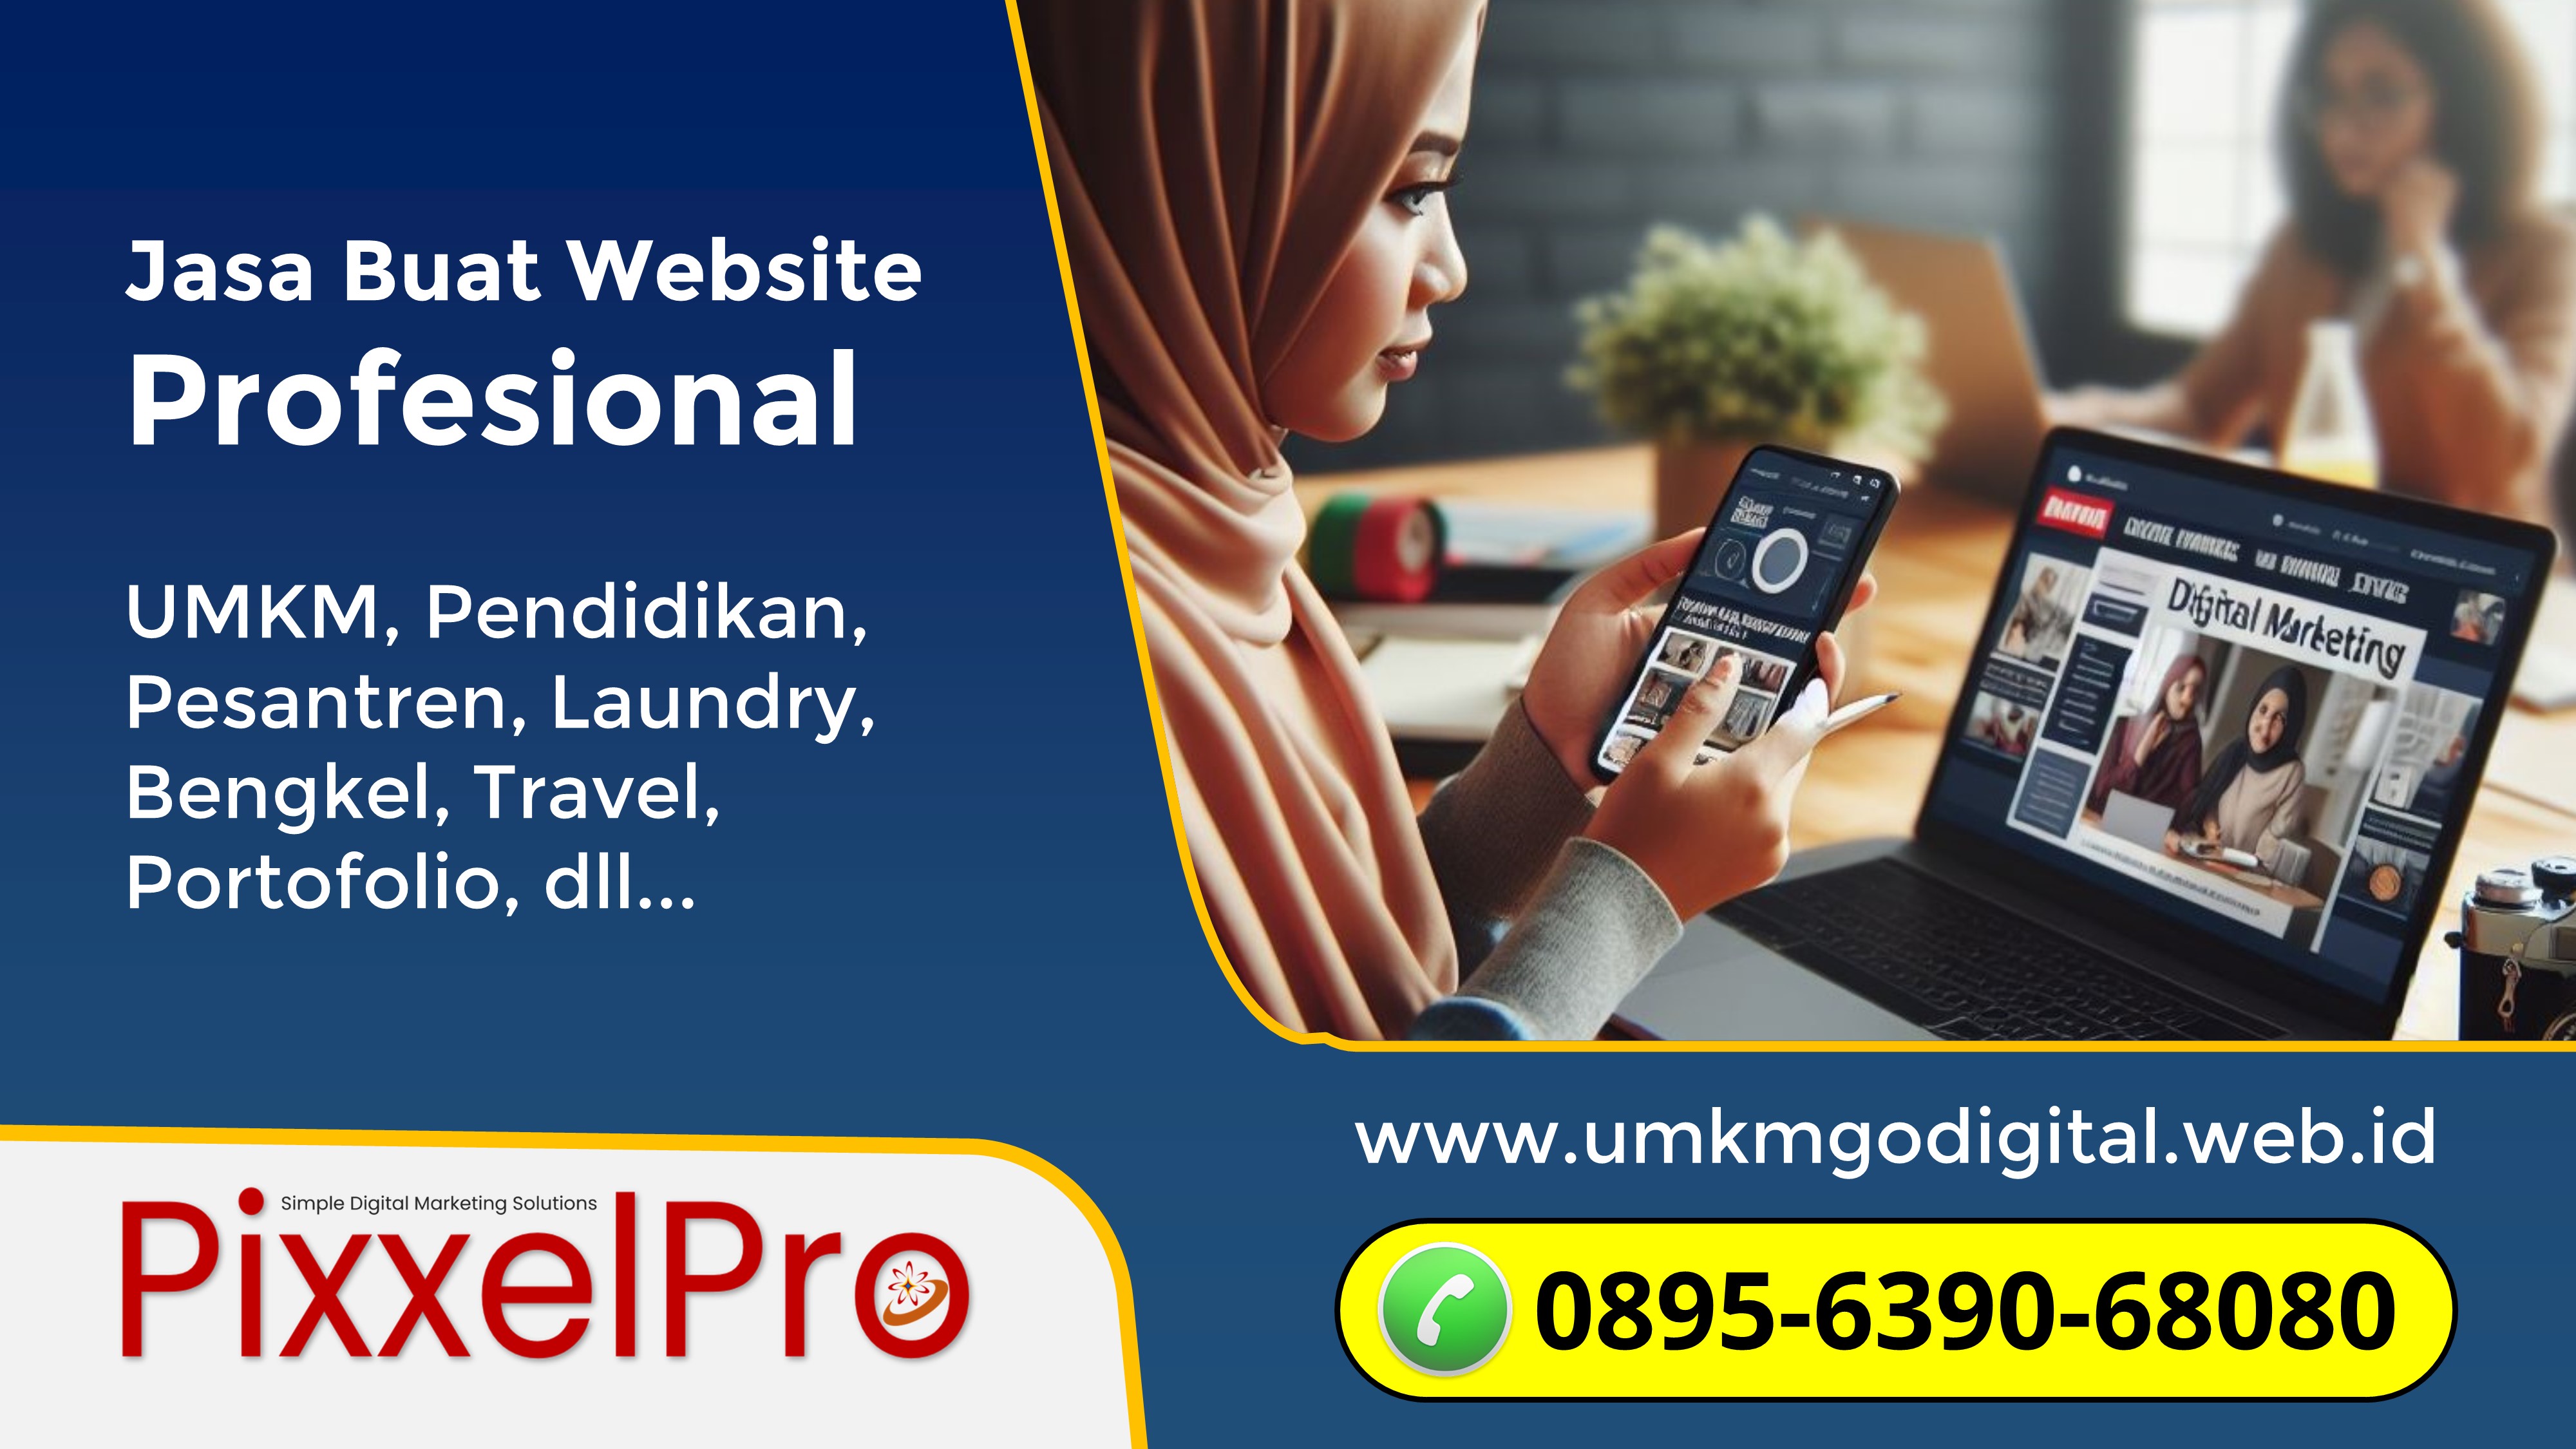 Jasa Buat Website
Profesional
UMKM, Pendidikan,
Pesantren, Laundry,
Bengkel, Travel,
Portofolio, dll...
Digital Marketing
www.umkmgodigital.web.id
Simple Digital Marketing Solutions
PixxelPro
0895-6390-68080